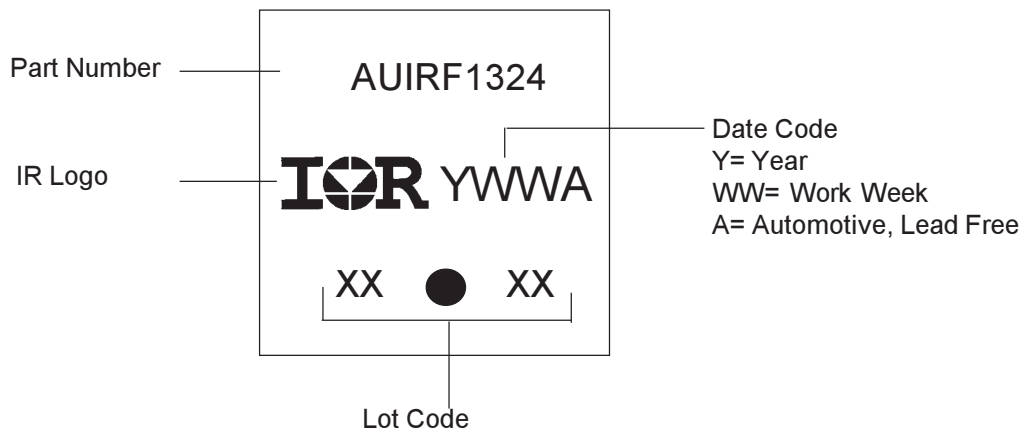 Part Number
AUIRF1324
IR Logo
IOR YWWA
Date Code
Y= Year
WW= Work Week
A= Automotive, Lead Free
XX ● XX
Lot Code